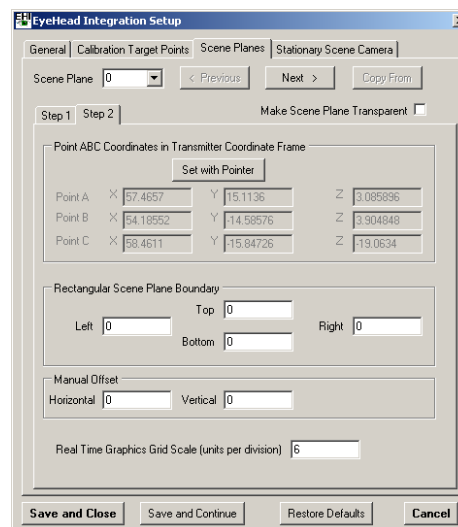 EyeHead Integration Setup
General Calibration Target Points Scene Planes Stationary Scene Camera
Scene Plane 0 < Previous Next > Copy From
Step 1 Step 2 Make Scene Plane Transparent
Point ABC Coordinates in Transmitter Coordinate Frame
Set with Pointer
Point A X 57.4657 Y 15.1136 Z 3.085896
Point B X 54.18552 Y -14.58576 Z 3.904848
Point C X 58.4611 Y -15.84726 Z -19.0634
Rectangular Scene Plane Boundary
Top 0
Left 0 Right 0
Bottom 0
Manual Offset
Horizontal 0 Vertical 0
Real Time Graphics Grid Scale (units per division) 6
Save and Close Save and Continue Restore Defaults Cancel